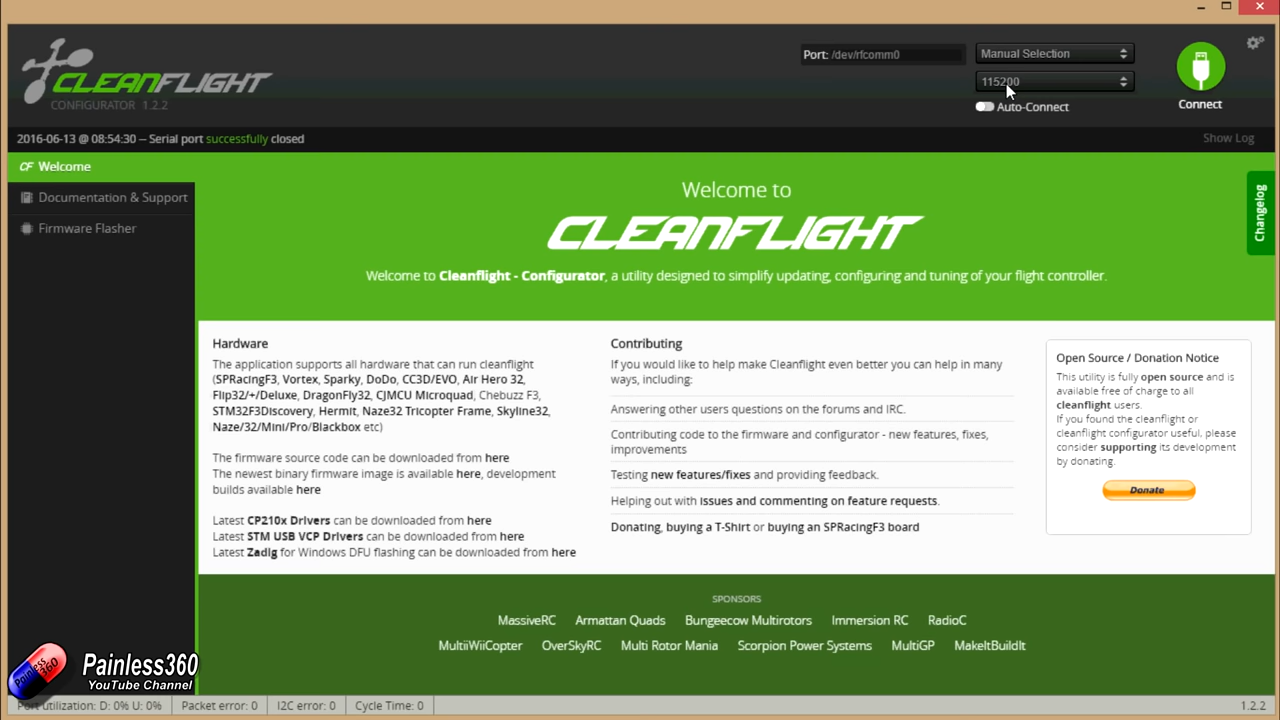 CLEANFLIGHT
CONFIGURATOR 1.2.2
Port: /dev/rfcomm0
Manual Selection
115200
Auto-Connect
Connect
2016-06-13 @ 08:54:30 -- Serial port successfully closed
Show Log
CF Welcome
Documentation & Support
Firmware Flasher
Changelog
Welcome to
CLEANFLIGHT
Welcome to Cleanflight - Configurator, a utility designed to simplify updating, configuring and tuning of your flight controller.
Hardware
The application supports all hardware that can run cleanflight
(SPRacingF3, Vortex, Sparky, DoDo, CC3D/EVO, Air Hero 32,
Flip32/+/Deluxe, DragonFly32, CJMCU Microquad, Chebuzz F3,
STM32F3Discovery, Hermit, Naze32 Tricopter Frame, Skyline32,
Naze/32/Mini/Pro/Blackbox etc)
The firmware source code can be downloaded from here
The newest binary firmware image is available here, development
builds available here
Latest CP210x Drivers can be downloaded from here
Latest STM USB VCP Drivers can be downloaded from here
Latest Zadig for Windows DFU flashing can be downloaded from here
Contributing
If you would like to help make Cleanflight even better you can help in many
ways, including:
Answering other users questions on the forums and IRC.
Contributing code to the firmware and configurator - new features, fixes,
improvements
Testing new features/fixes and providing feedback.
Helping out with issues and commenting on feature requests.
Donating, buying a T-Shirt or buying an SPRacingF3 board
Open Source / Donation Notice
This utility is fully open source and is
available free of charge to all
cleanflight users.
If you found the cleanflight or
cleanflight configurator useful, please
consider supporting its development
by donating.
Donate
SPONSORS
MassiveRC Armattan Quads Bungeecow Multirotors Immersion RC RadioC
MultiWiiCopter OverSkyRC Multi Rotor Mania Scorpion Power Systems MultiGP MakeItBuildIt
Painless360
Painless360
YouTube Channel
Port utilization: D: 0% U: 0% Packet error: 0 I2C error: 0 Cycle Time: 0 1.2.2